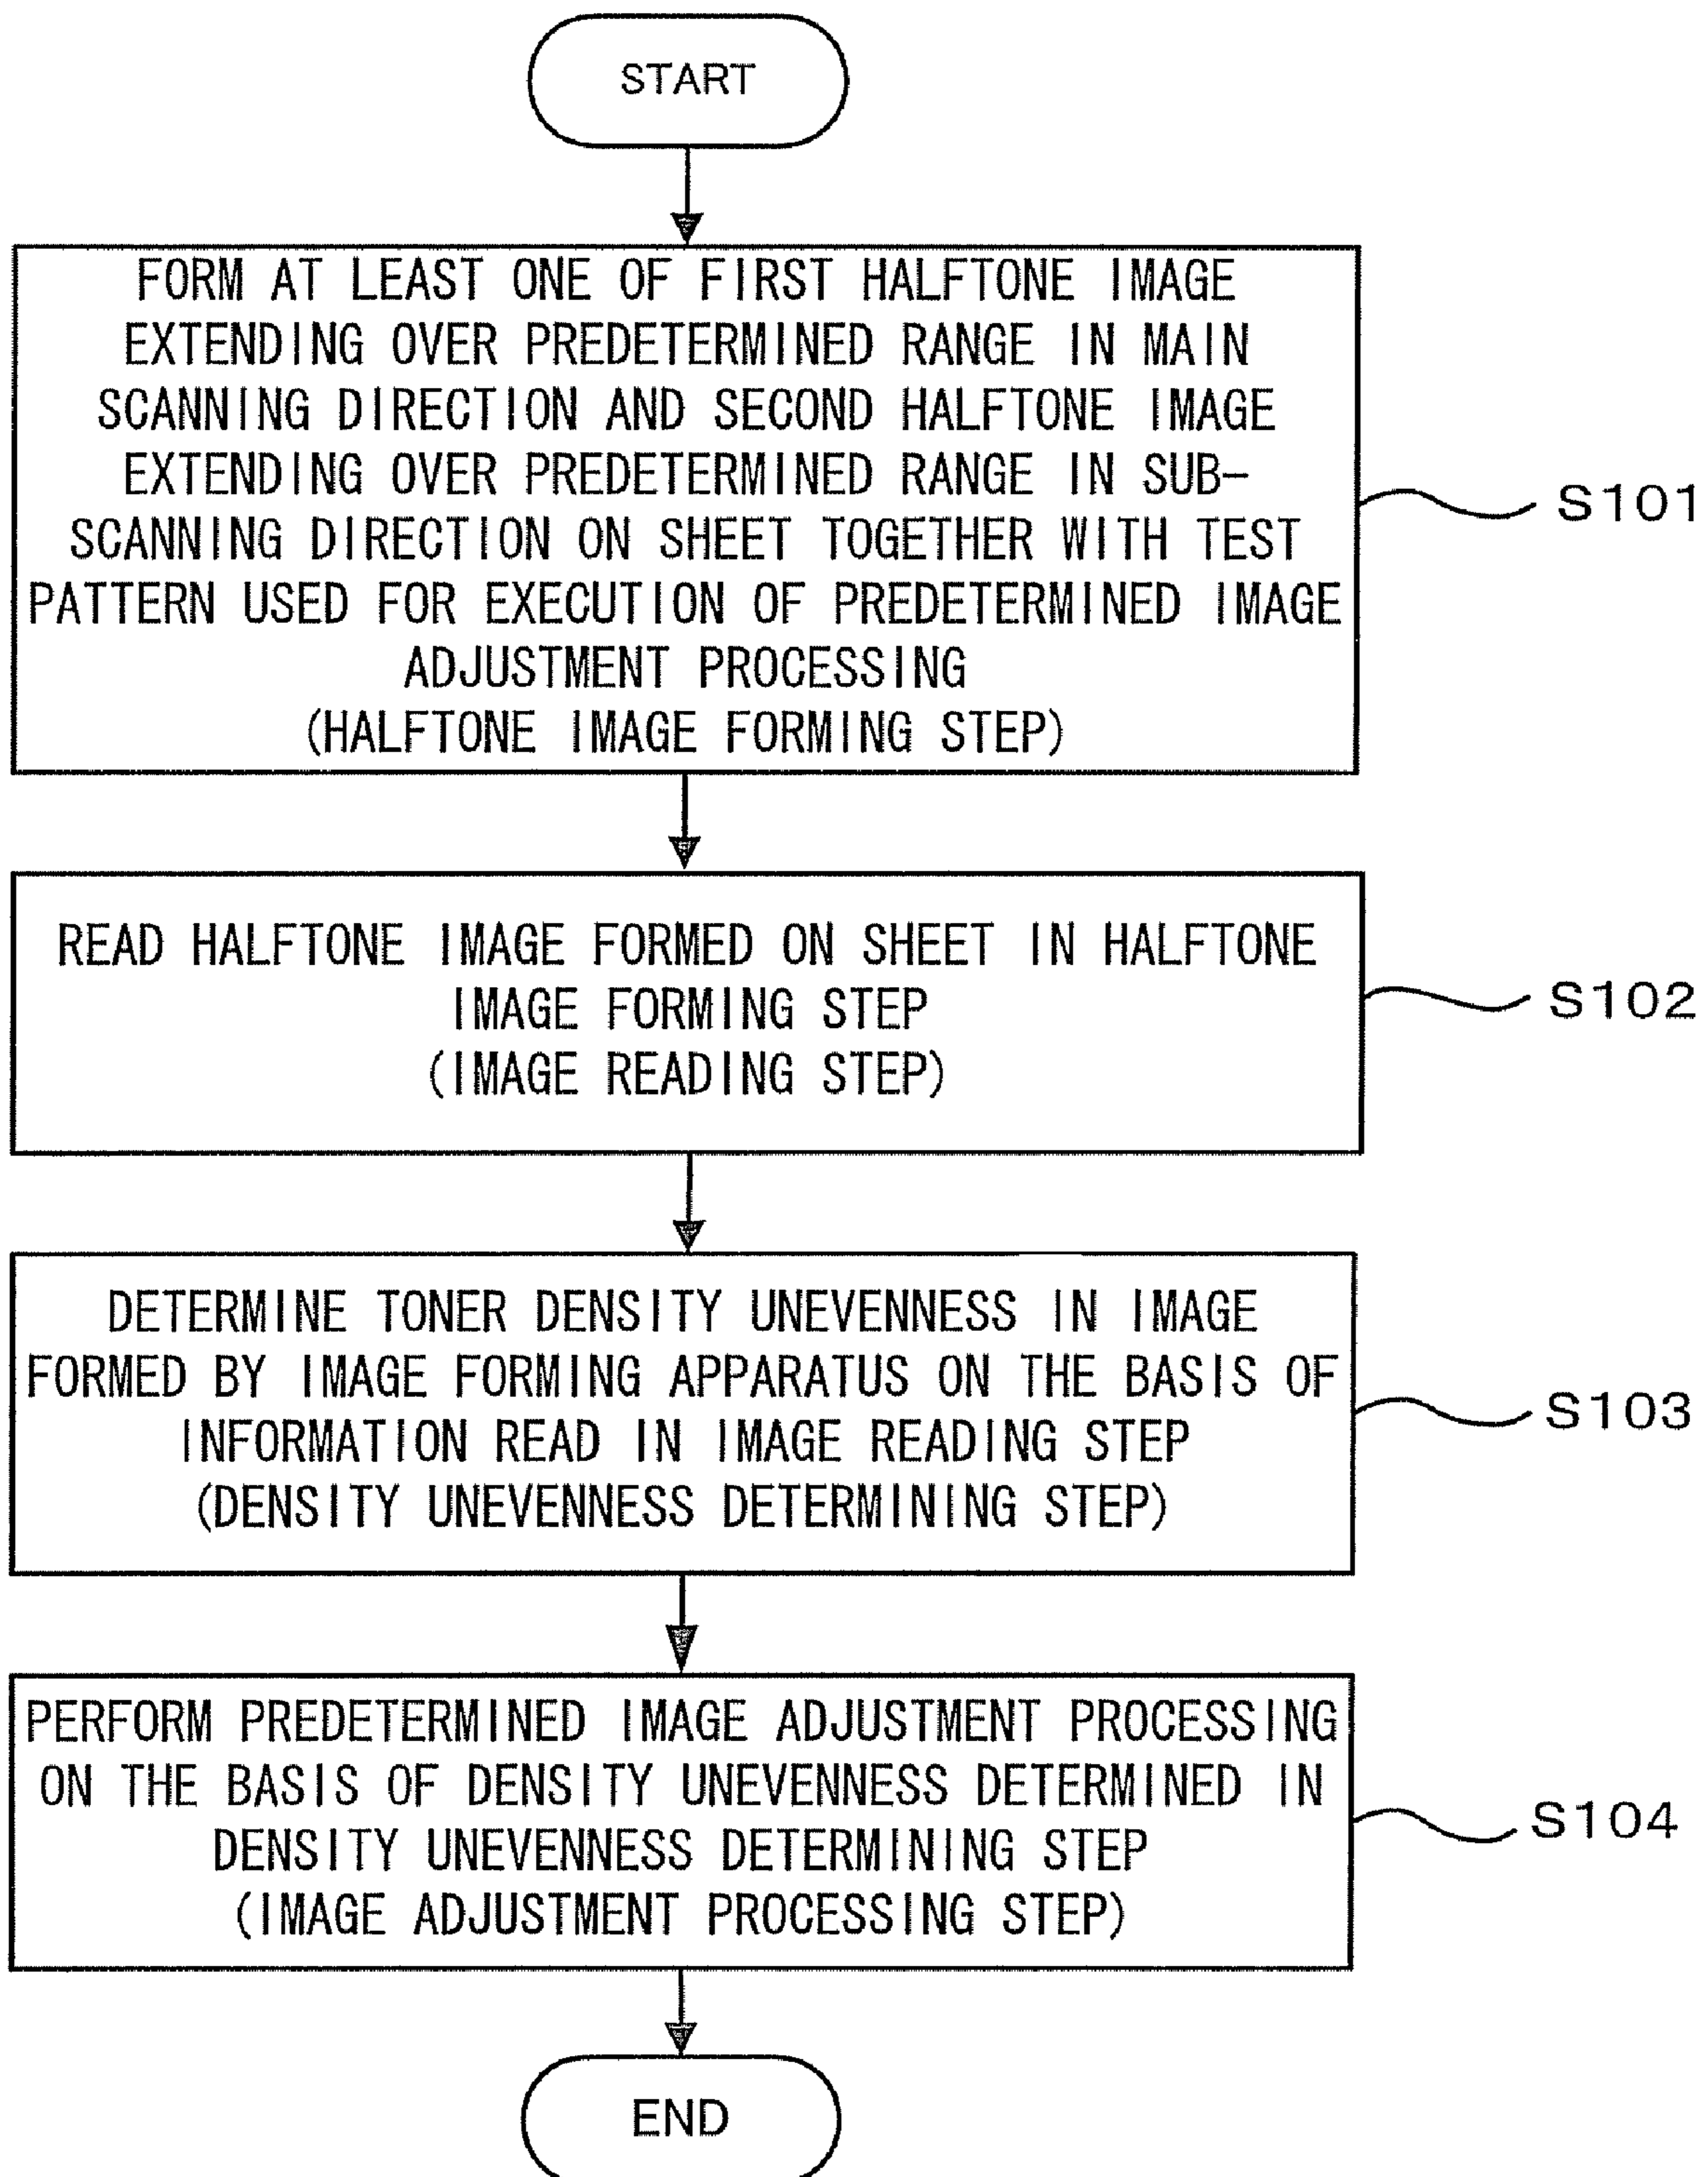 START
FORM AT LEAST ONE OF FIRST HALFTONE IMAGE
EXTENDING OVER PREDETERMINED RANGE IN MAIN
SCANNING DIRECTION AND SECOND HALFTONE IMAGE
EXTENDING OVER PREDETERMINED RANGE IN SUB-
SCANNING DIRECTION ON SHEET TOGETHER WITH TEST
PATTERN USED FOR EXECUTION OF PREDETERMINED IMAGE
ADJUSTMENT PROCESSING
(HALFTONE IMAGE FORMING STEP)
S101
READ HALFTONE IMAGE FORMED ON SHEET IN HALFTONE
IMAGE FORMING STEP
(IMAGE READING STEP)
S102
DETERMINE TONER DENSITY UNEVENNESS IN IMAGE
FORMED BY IMAGE FORMING APPARATUS ON THE BASIS OF
INFORMATION READ IN IMAGE READING STEP
(DENSITY UNEVENNESS DETERMINING STEP)
S103
PERFORM PREDETERMINED IMAGE ADJUSTMENT PROCESSING
ON THE BASIS OF DENSITY UNEVENNESS DETERMINED IN
DENSITY UNEVENNESS DETERMINING STEP
(IMAGE ADJUSTMENT PROCESSING STEP)
S104
END